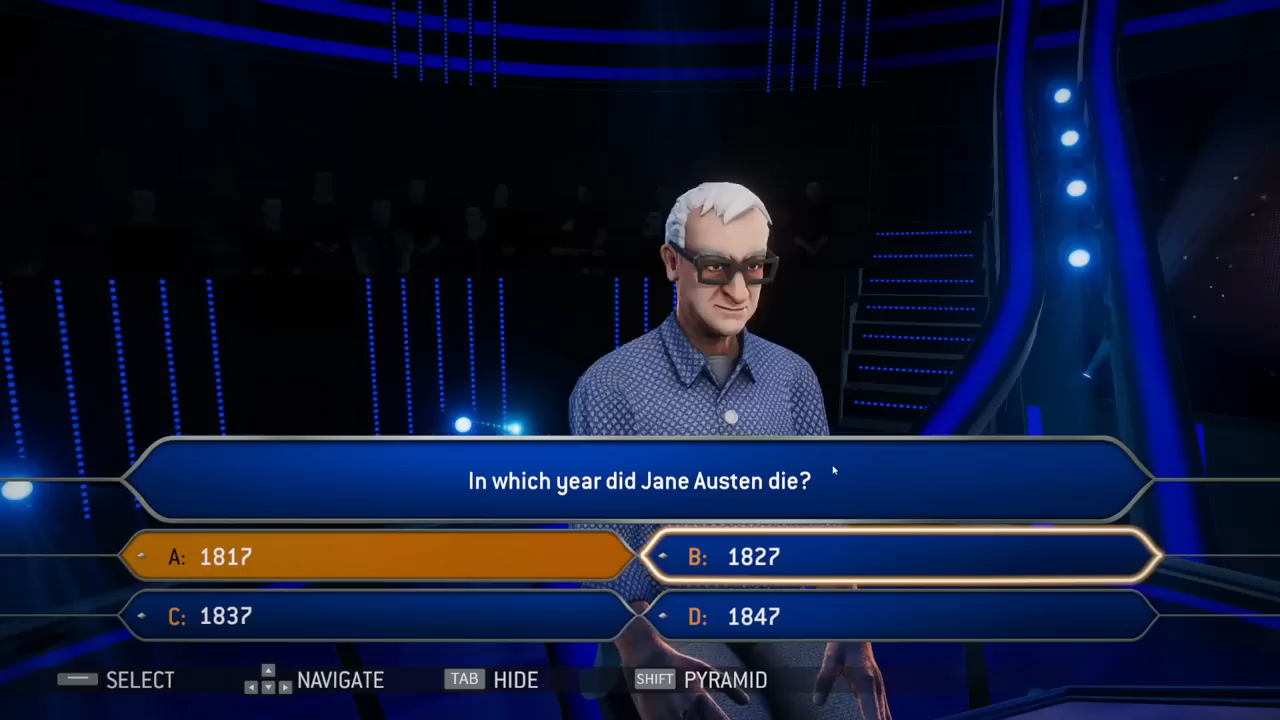 In which year did Jane Austen die?
A: 1817
B: 1827
C: 1837
D: 1847
SELECT NAVIGATE TAB HIDE SHIFT PYRAMID